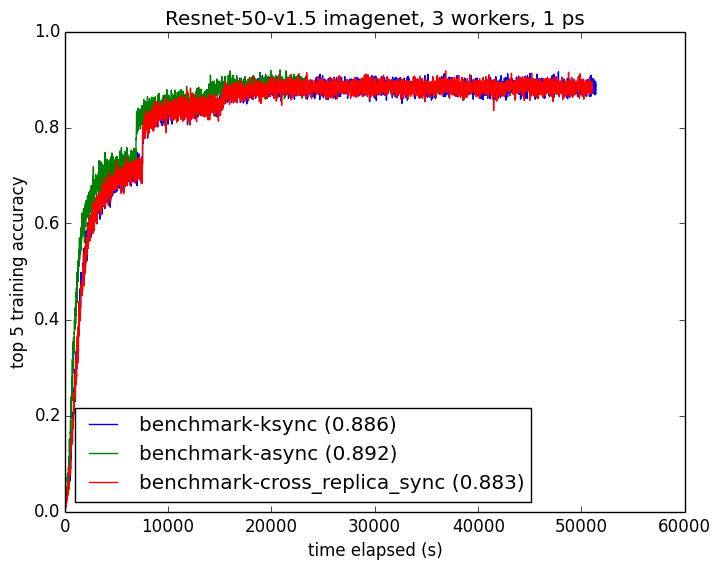 Resnet-50-v1.5 imagenet, 3 workers, 1 ps
1.0
0.8
0.6
0.4
0.2
0.0
top 5 training accuracy
benchmark-ksync (0.886)
benchmark-async (0.892)
benchmark-cross_replica_sync (0.883)
0 10000 20000 30000 40000 50000 60000
time elapsed (s)